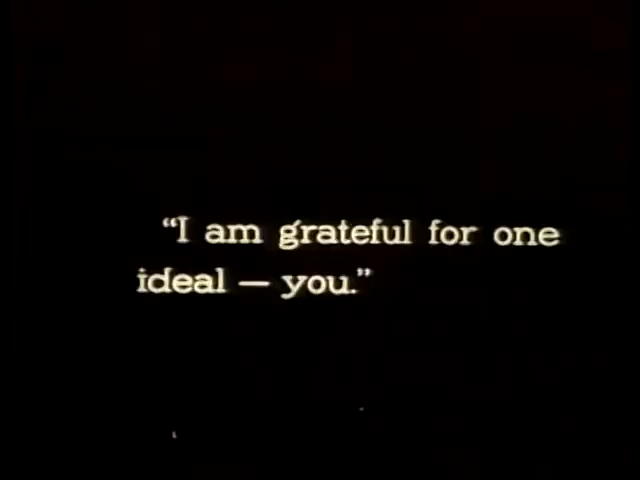 “I am grateful for one
ideal — you.”